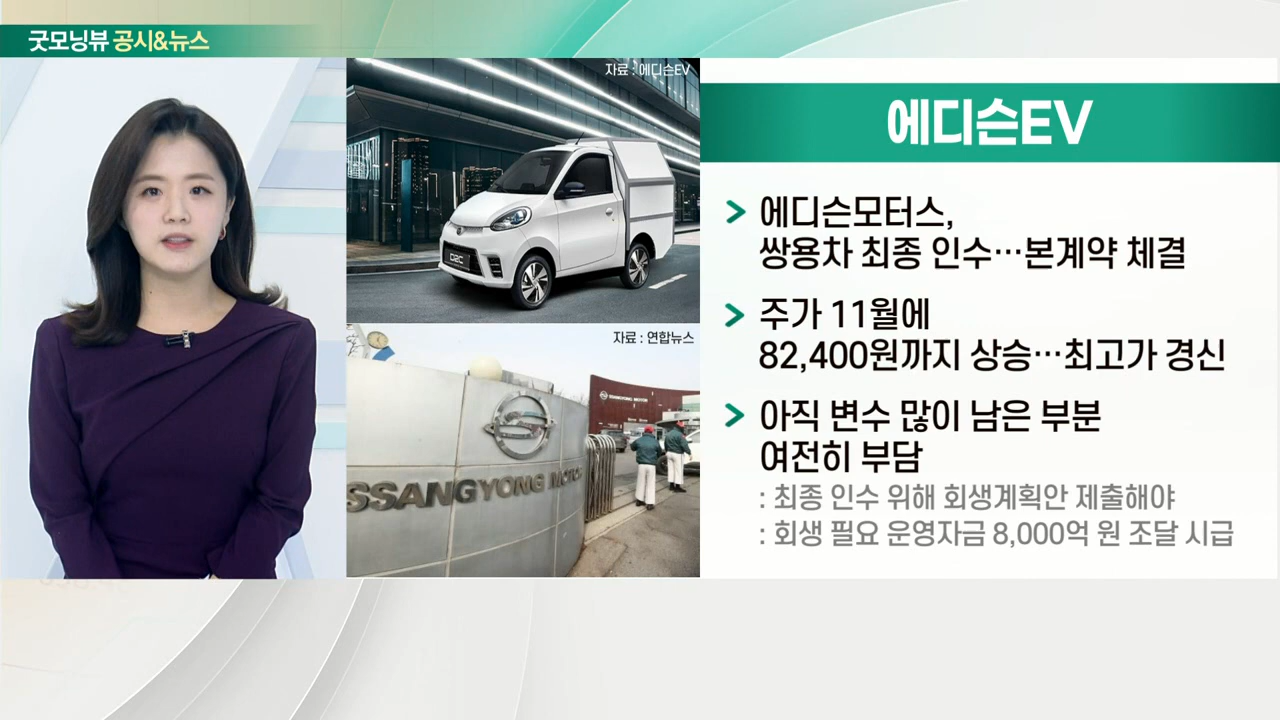 굿모닝뷰 공시&뉴스
자료 : 에디슨EV
D2C
자료 : 연합뉴스
SSANGYONG MOTOR
SSANGYONG MOTOR
에디슨EV
에디슨모터스,
쌍용차 최종 인수…본계약 체결
주가 11월에
82,400원까지 상승…최고가 경신
아직 변수 많이 남은 부분
여전히 부담
: 최종 인수 위해 회생계획안 제출해야
: 회생 필요 운영자금 8,000억 원 조달 시급